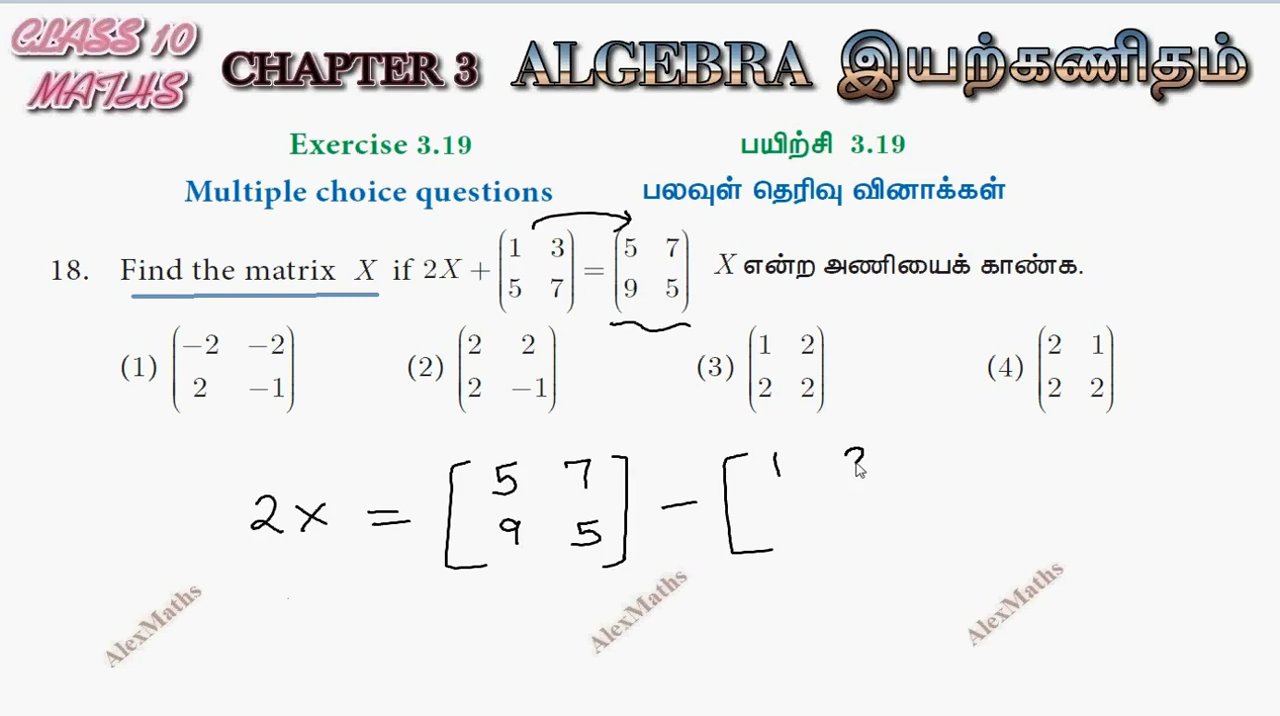 CLASS 10
MATHS
CHAPTER 3 ALGEBRA இயற்கணிதம்
Exercise 3.19 பயிற்சி 3.19
Multiple choice questions பலவுள் தெரிவு வினாக்கள்
18. Find the matrix X if 2X + (1 3; 5 7) = (5 7; 9 5) X என்ற அணியைக் காண்க.
(1) (−2 −2; 2 −1) (2) (2 2; 2 −1) (3) (1 2; 2 2) (4) (2 1; 2 2)
2x = [5 7; 9 5] − [1
AlexMaths AlexMaths AlexMaths